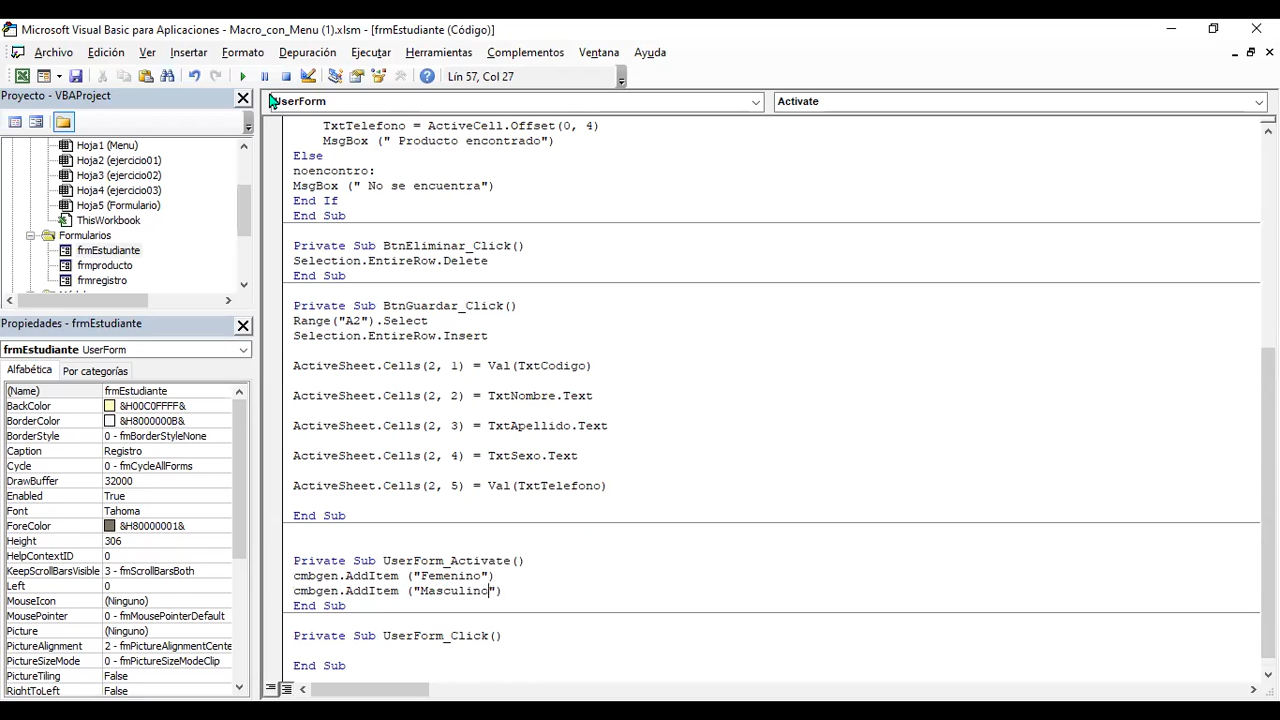 Microsoft Visual Basic para Aplicaciones - Macro_con_Menu (1).xlsm - [frmEstudiante (Código)]
Archivo Edición Ver Insertar Formato Depuración Ejecutar Herramientas Complementos Ventana Ayuda
Lín 57, Col 27
Proyecto - VBAProject
UserForm
Activate
Hoja1 (Menu)
Hoja2 (ejercicio01)
Hoja3 (ejercicio02)
Hoja4 (ejercicio03)
Hoja5 (Formulario)
ThisWorkbook
Formularios
frmEstudiante
frmproducto
frmregistro
Propiedades - frmEstudiante
frmEstudiante UserForm
Alfabética Por categorías
(Name) frmEstudiante
BackColor &H00C0FFFF&
BorderColor &H8000000B&
BorderStyle 0 - fmBorderStyleNone
Caption Registro
Cycle 0 - fmCycleAllForms
DrawBuffer 32000
Enabled True
Font Tahoma
ForeColor &H80000001&
Height 306
HelpContextID 0
KeepScrollBarsVisible 3 - fmScrollBarsBoth
Left 0
MouseIcon (Ninguno)
MousePointer 0 - fmMousePointerDefault
Picture (Ninguno)
PictureAlignment 2 - fmPictureAlignmentCente
PictureSizeMode 0 - fmPictureSizeModeClip
PictureTiling False
RightToLeft False
TxtTelefono = ActiveCell.Offset(0, 4)
MsgBox (" Producto encontrado")
Else
noencontro:
MsgBox (" No se encuentra")
End If
End Sub
Private Sub BtnEliminar_Click()
Selection.EntireRow.Delete
End Sub
Private Sub BtnGuardar_Click()
Range("A2").Select
Selection.EntireRow.Insert
ActiveSheet.Cells(2, 1) = Val(TxtCodigo)
ActiveSheet.Cells(2, 2) = TxtNombre.Text
ActiveSheet.Cells(2, 3) = TxtApellido.Text
ActiveSheet.Cells(2, 4) = TxtSexo.Text
ActiveSheet.Cells(2, 5) = Val(TxtTelefono)
End Sub
Private Sub UserForm_Activate()
cmbgen.AddItem ("Femenino")
cmbgen.AddItem ("Masculino")
End Sub
Private Sub UserForm_Click()
End Sub